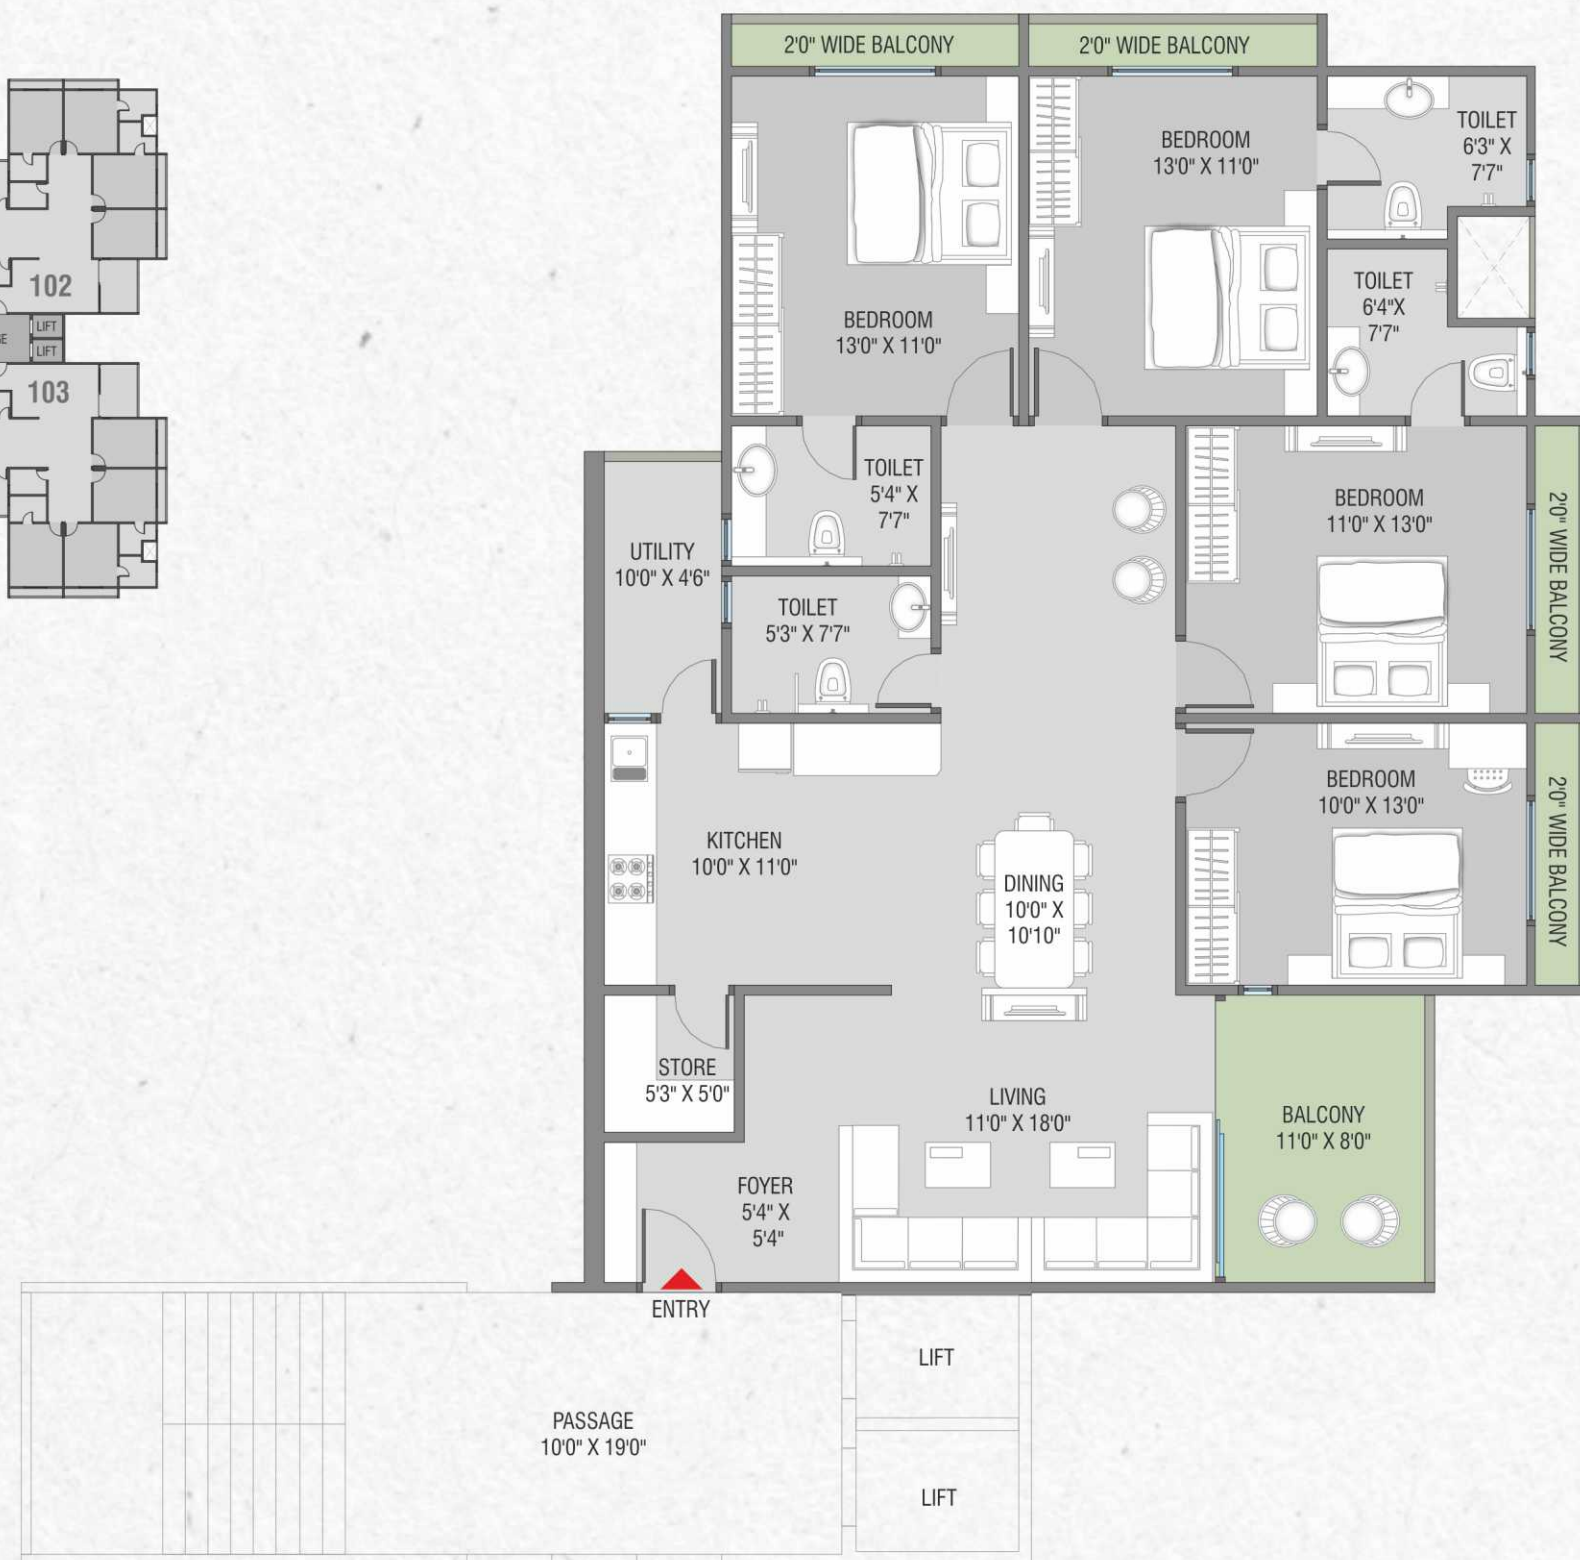 2'0" WIDE BALCONY
2'0" WIDE BALCONY
BEDROOM
13'0" X 11'0"
BEDROOM
13'0" X 11'0"
TOILET
6'3" X
7'7"
TOILET
6'4"X
7'7"
102
LIFT
GE
LIFT
103
TOILET
5'4" X
7'7"
BEDROOM
11'0" X 13'0"
2'0" WIDE BALCONY
UTILITY
10'0" X 4'6"
TOILET
5'3" X 7'7"
BEDROOM
10'0" X 13'0"
2'0" WIDE BALCONY
KITCHEN
10'0" X 11'0"
DINING
10'0" X
10'10"
STORE
5'3" X 5'0"
LIVING
11'0" X 18'0"
BALCONY
11'0" X 8'0"
FOYER
5'4" X
5'4"
ENTRY
LIFT
PASSAGE
10'0" X 19'0"
LIFT